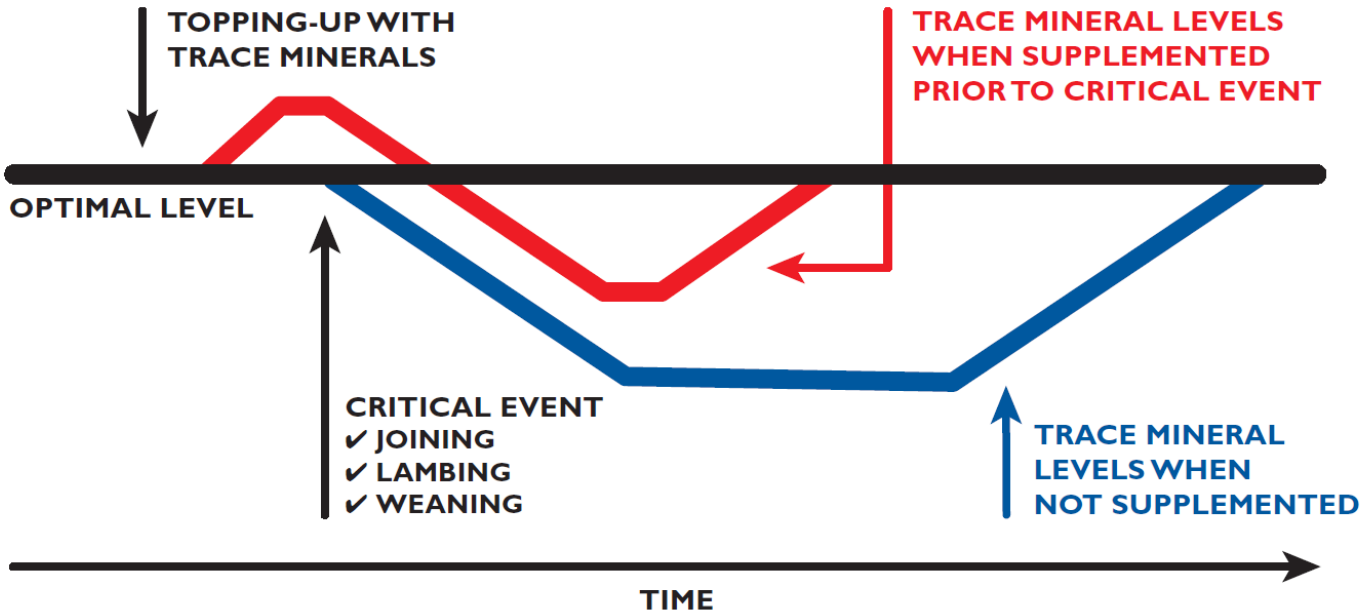 TOPPING-UP WITH
TRACE MINERALS
TRACE MINERAL LEVELS
WHEN SUPPLEMENTED
PRIOR TO CRITICAL EVENT
OPTIMAL LEVEL
CRITICAL EVENT
✔ JOINING
✔ LAMBING
✔ WEANING
TRACE MINERAL
LEVELS WHEN
NOT SUPPLEMENTED
TIME